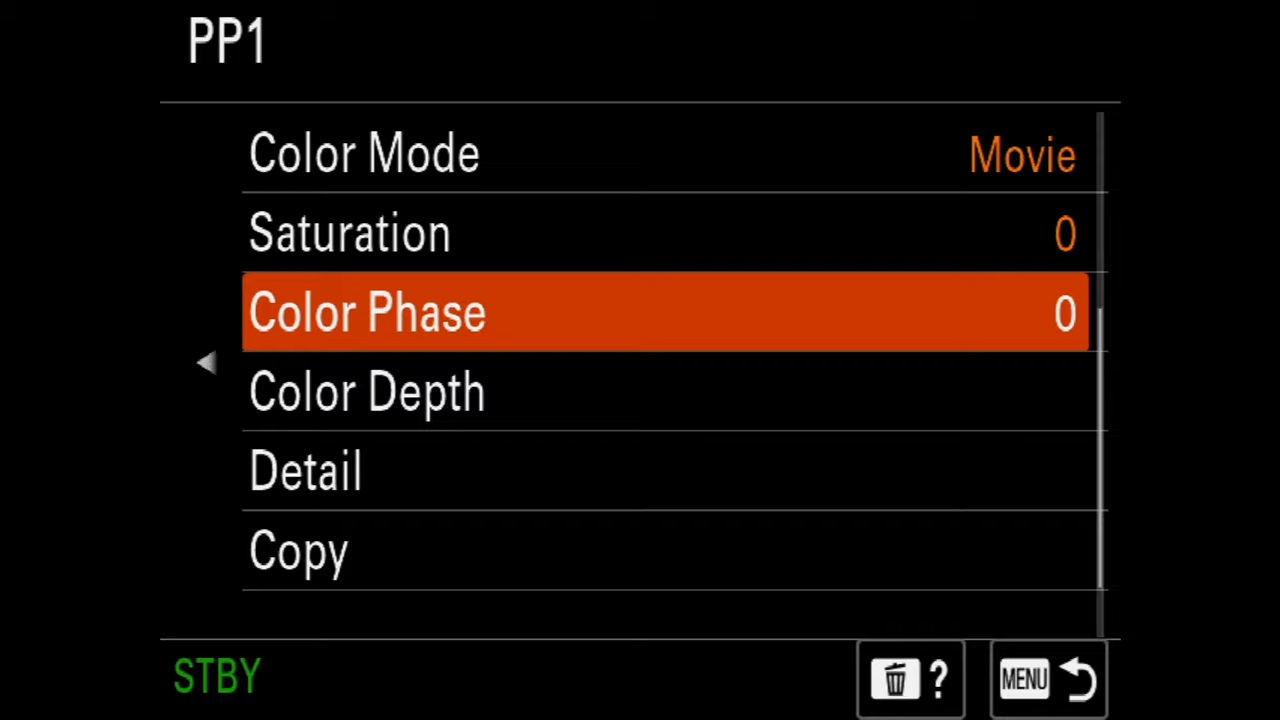 PP1
Color Mode Movie
Saturation 0
Color Phase 0
Color Depth
Detail
Copy
STBY ? MENU